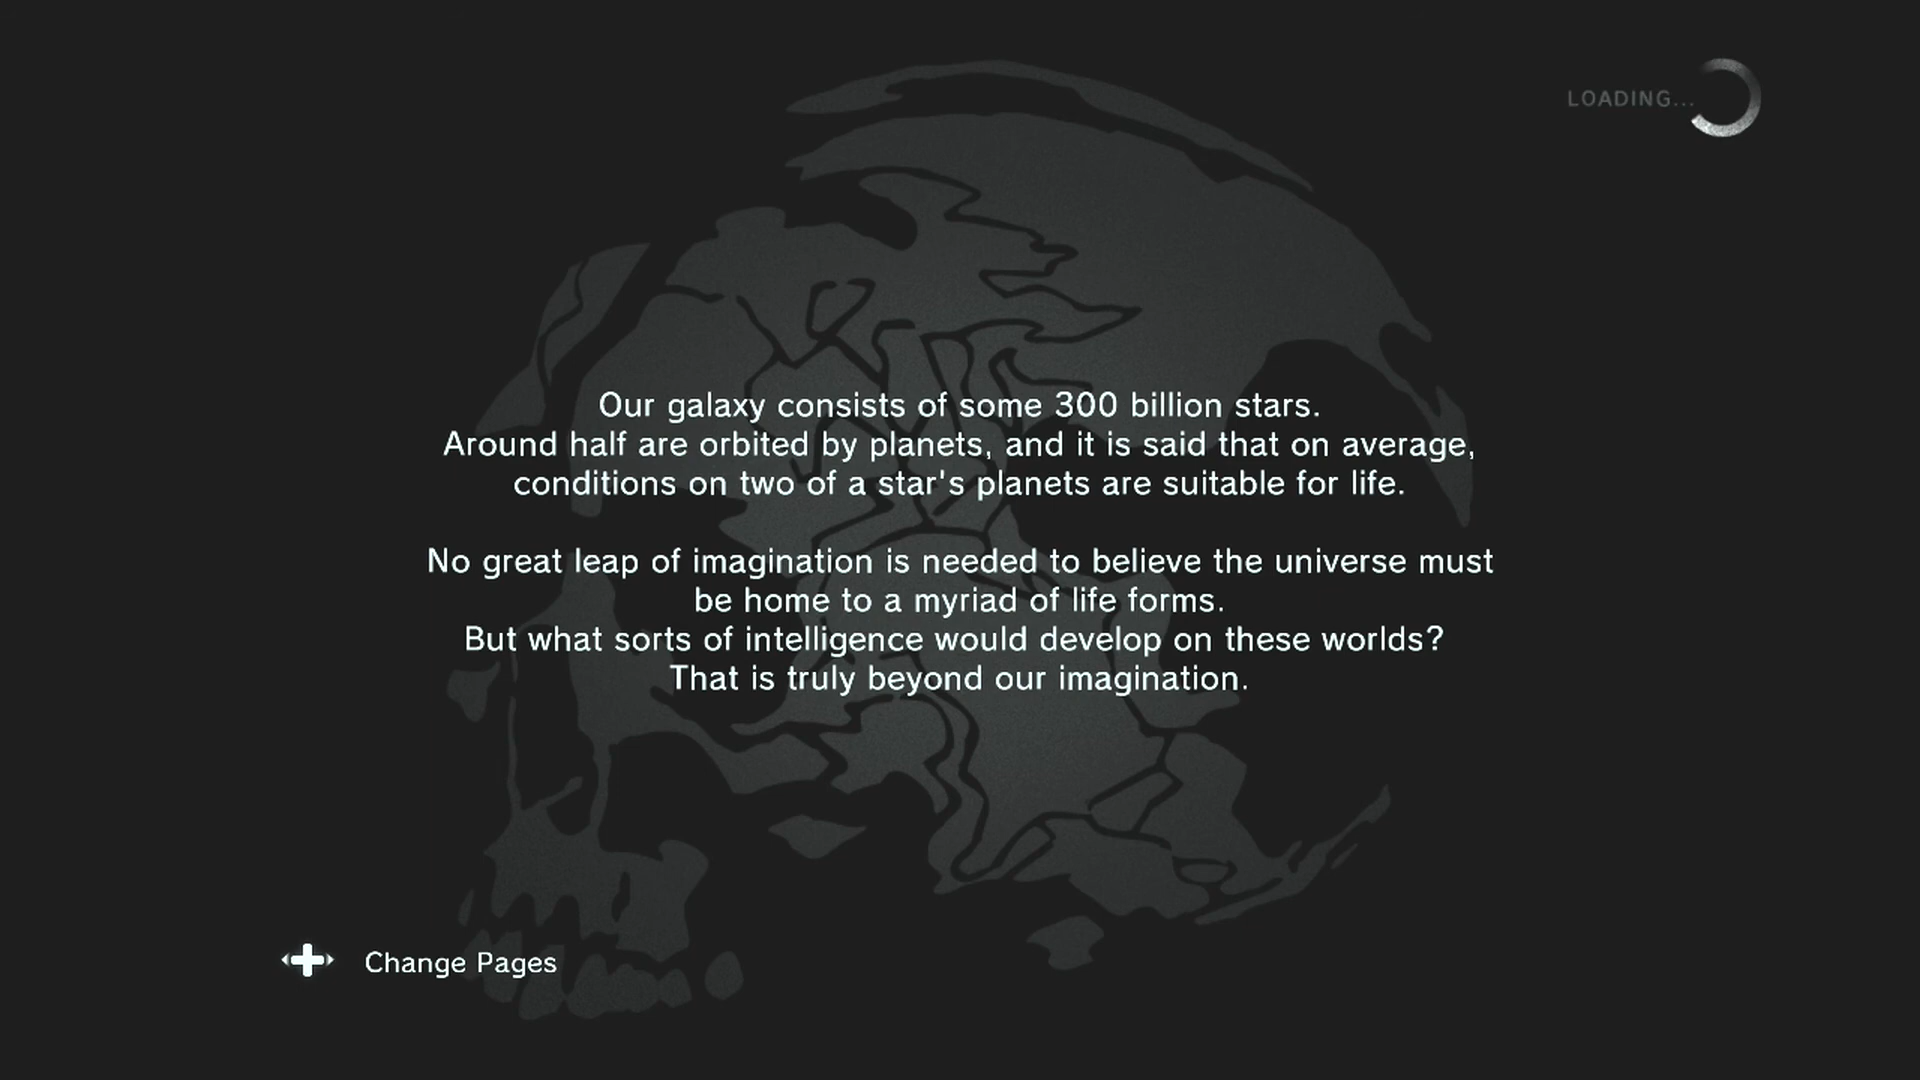 LOADING...
Our galaxy consists of some 300 billion stars.
Around half are orbited by planets, and it is said that on average,
conditions on two of a star's planets are suitable for life.
No great leap of imagination is needed to believe the universe must
be home to a myriad of life forms.
But what sorts of intelligence would develop on these worlds?
That is truly beyond our imagination.
Change Pages